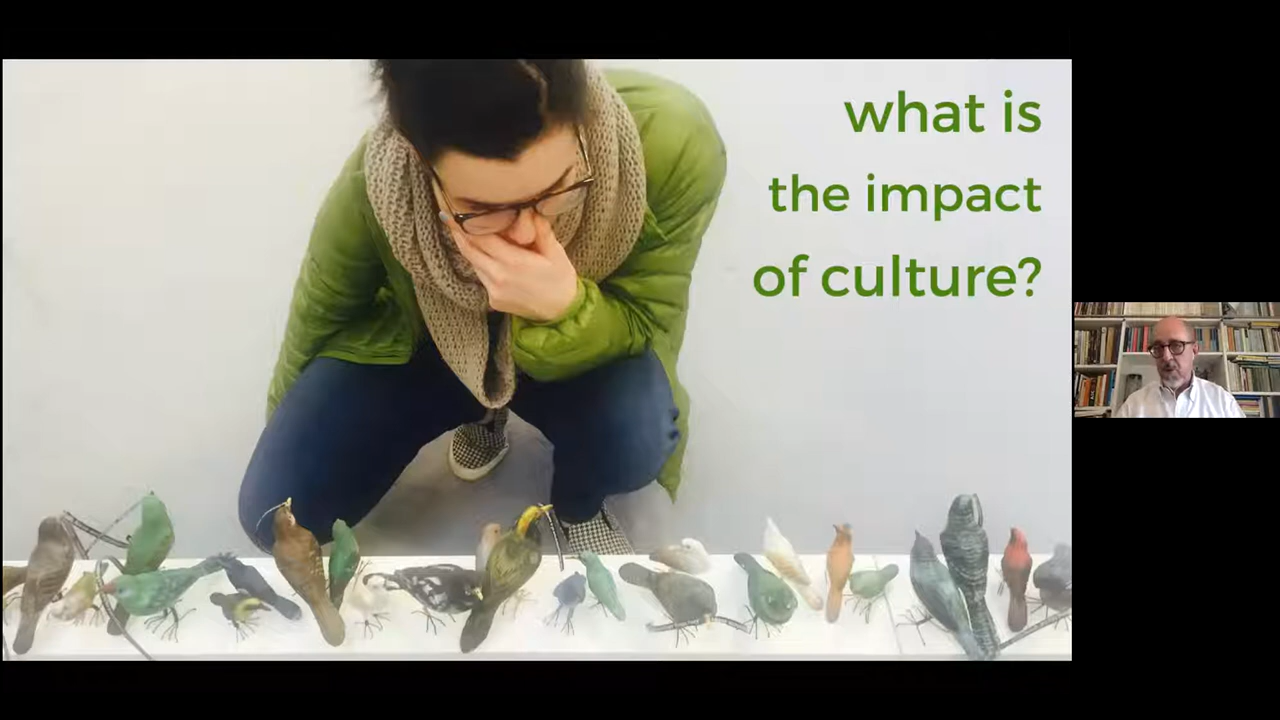 what is
the impact
of culture?